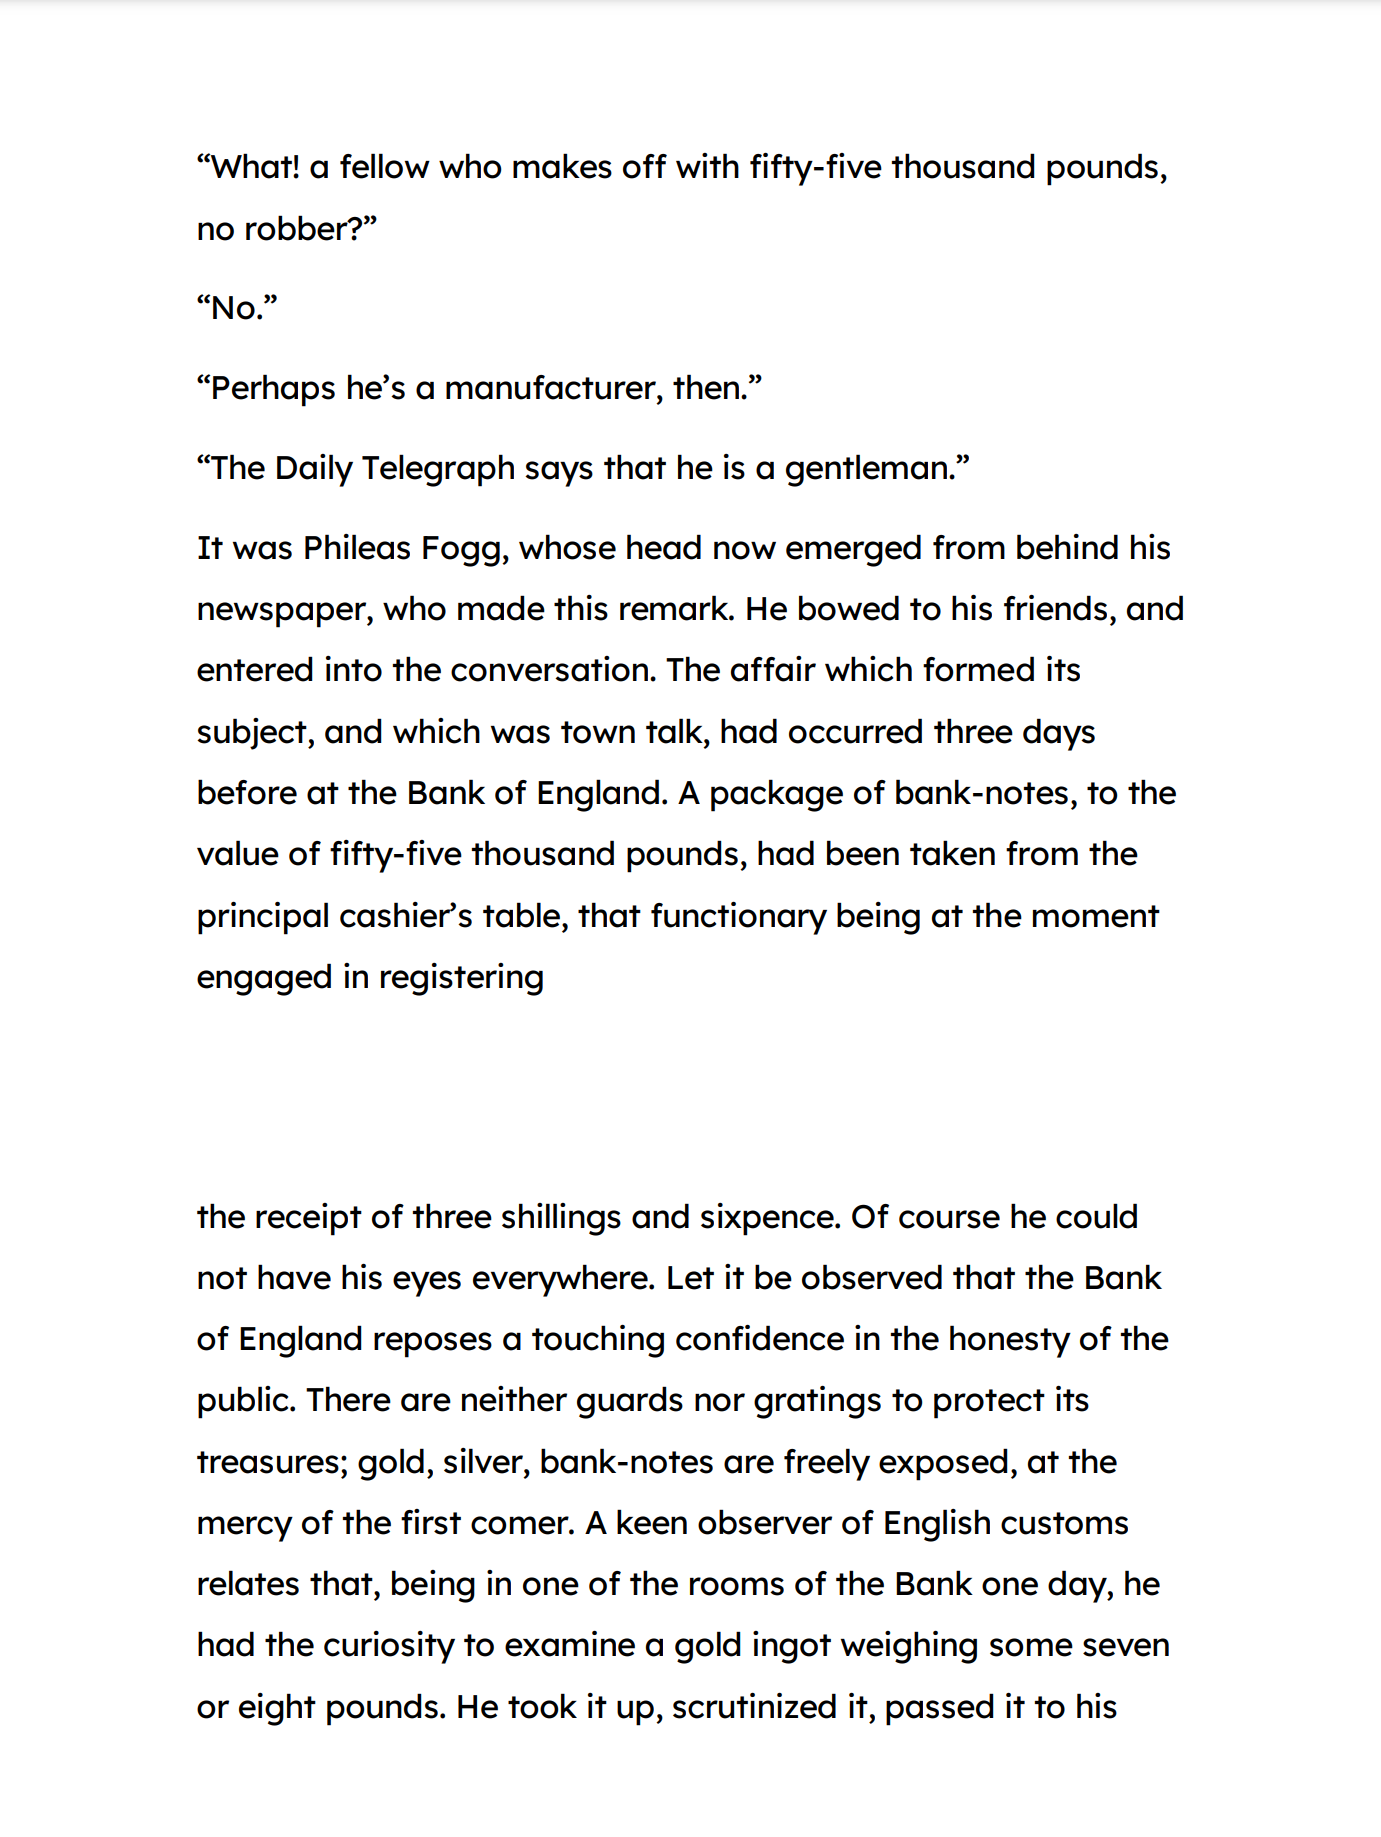 “What! a fellow who makes off with fifty-five thousand pounds,
no robber?”
“No.”
“Perhaps he’s a manufacturer, then.”
“The Daily Telegraph says that he is a gentleman.”
It was Phileas Fogg, whose head now emerged from behind his
newspaper, who made this remark. He bowed to his friends, and
entered into the conversation. The affair which formed its
subject, and which was town talk, had occurred three days
before at the Bank of England. A package of bank-notes, to the
value of fifty-five thousand pounds, had been taken from the
principal cashier’s table, that functionary being at the moment
engaged in registering
the receipt of three shillings and sixpence. Of course he could
not have his eyes everywhere. Let it be observed that the Bank
of England reposes a touching confidence in the honesty of the
public. There are neither guards nor gratings to protect its
treasures; gold, silver, bank-notes are freely exposed, at the
mercy of the first comer. A keen observer of English customs
relates that, being in one of the rooms of the Bank one day, he
had the curiosity to examine a gold ingot weighing some seven
or eight pounds. He took it up, scrutinized it, passed it to his